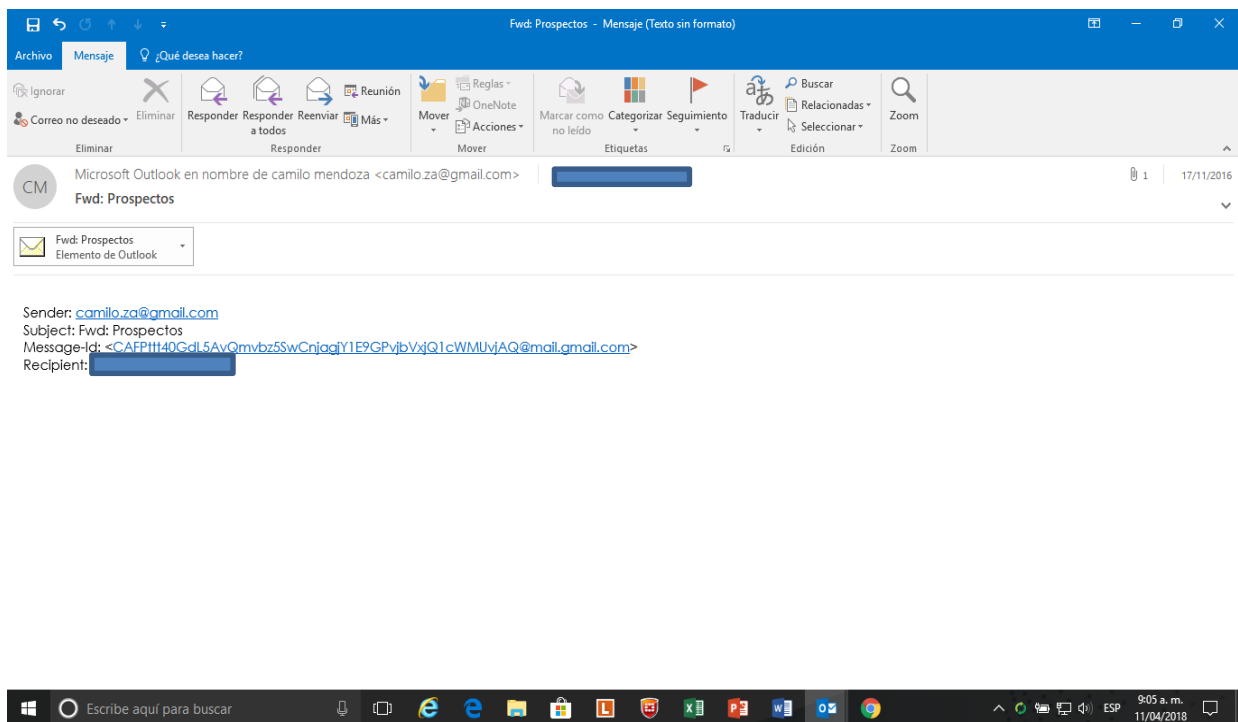 Fwd: Prospectos - Mensaje (Texto sin formato)
Archivo Mensaje ¿Qué desea hacer?
Ignorar
Correo no deseado
Eliminar
Eliminar
Responder
Responder a todos
Reenviar
Reunión
Más
Responder
Mover
Reglas
OneNote
Acciones
Mover
Marcar como no leído
Categorizar
Seguimiento
Etiquetas
Traducir
Buscar
Relacionadas
Seleccionar
Edición
Zoom
Zoom
CM
Microsoft Outlook en nombre de camilo mendoza <camilo.za@gmail.com>
1 17/11/2016
Fwd: Prospectos
Fwd: Prospectos
Elemento de Outlook
Sender: camilo.za@gmail.com
Subject: Fwd: Prospectos
Message-Id: <CAFPttt40GdL5AvQmvbz5SwCnjagjY1E9GPvjbVxjQ1cWMUvjAQ@mail.gmail.com>
Recipient:
Escribe aquí para buscar
ESP
9:05 a. m.
11/04/2018